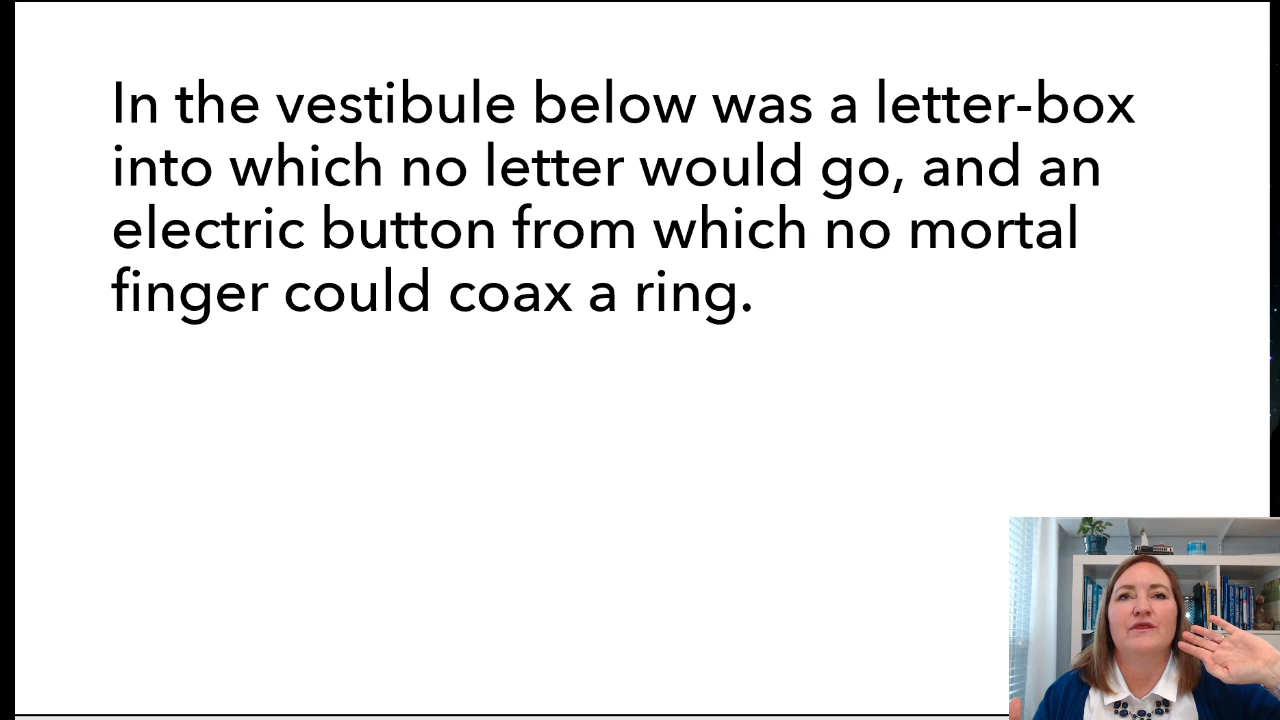 In the vestibule below was a letter-box
into which no letter would go, and an
electric button from which no mortal
finger could coax a ring.